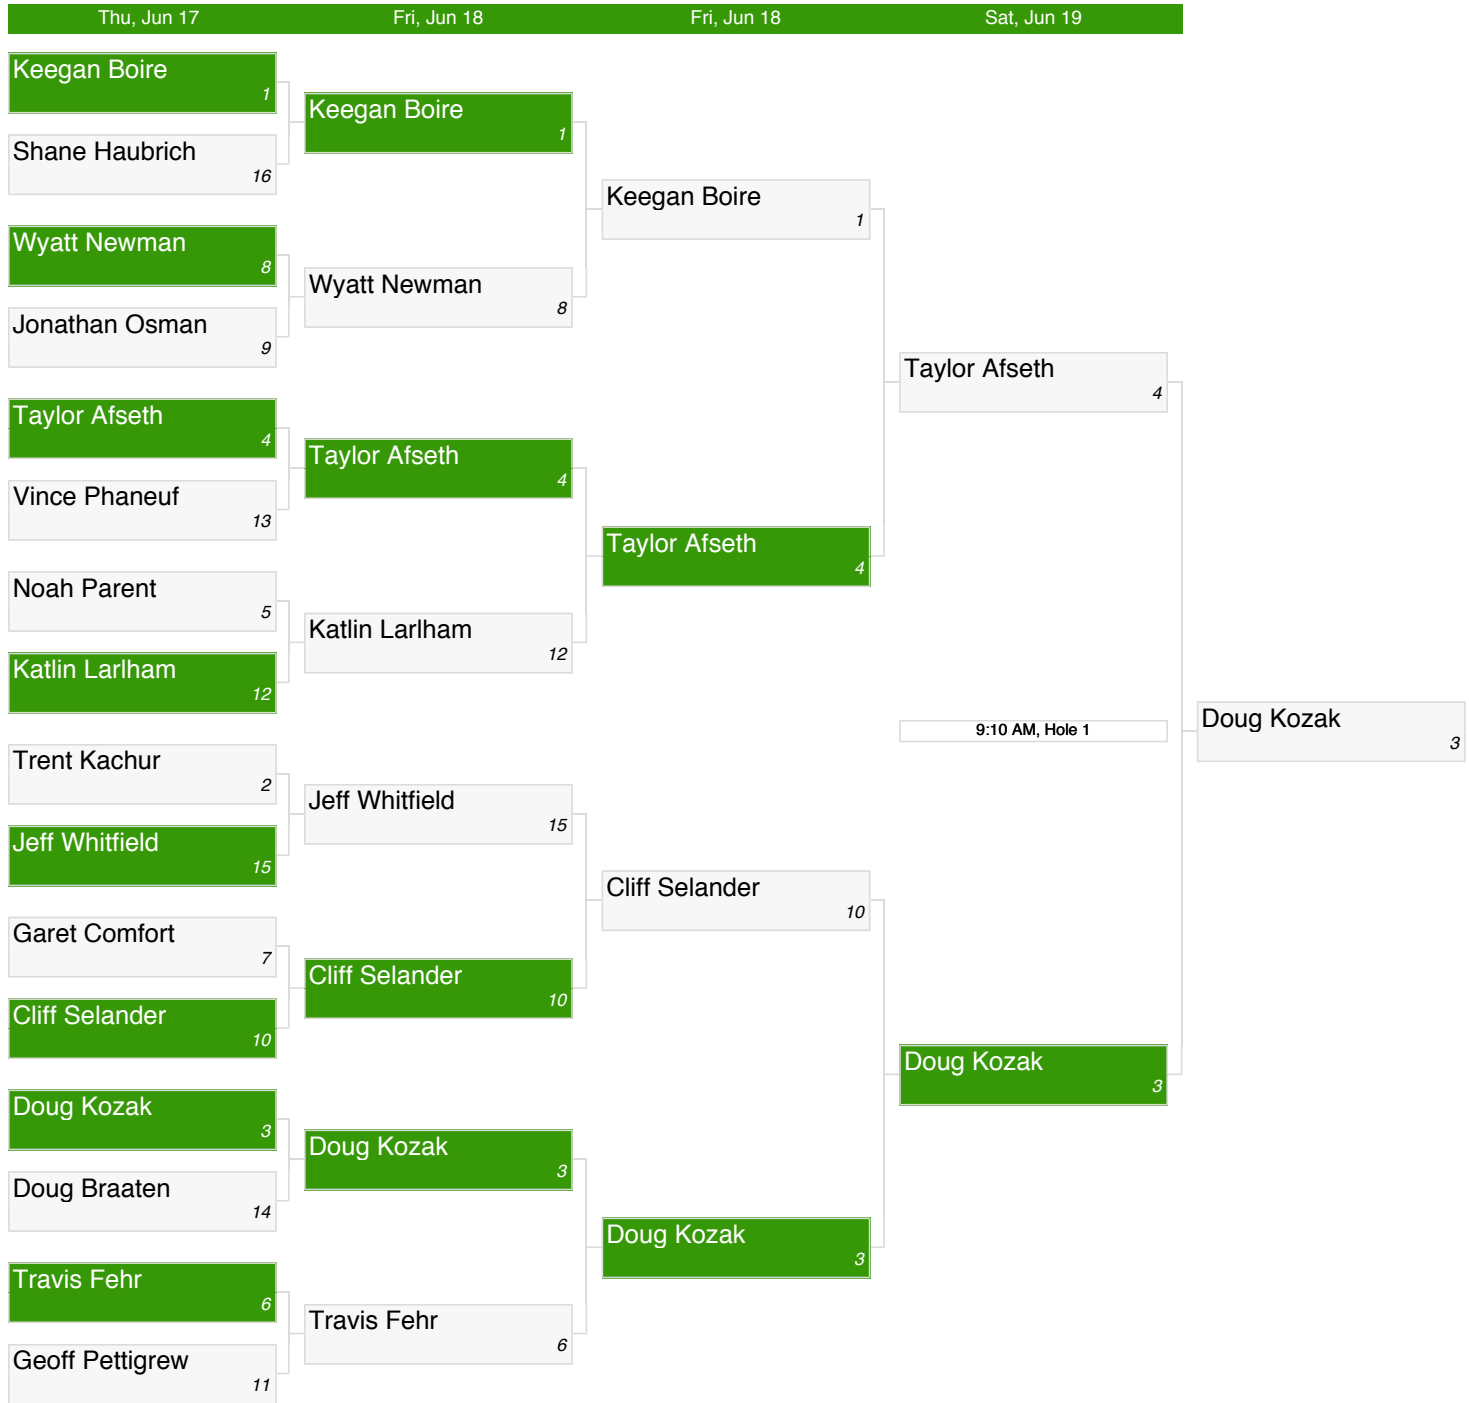 Thu, Jun 17
Fri, Jun 18
Fri, Jun 18
Sat, Jun 19
Keegan Boire
1
Shane Haubrich
16
Wyatt Newman
8
Jonathan Osman
9
Taylor Afseth
4
Vince Phaneuf
13
Noah Parent
5
Katlin Larlham
12
Trent Kachur
2
Jeff Whitfield
15
Garet Comfort
7
Cliff Selander
10
Doug Kozak
3
Doug Braaten
14
Travis Fehr
6
Geoff Pettigrew
11
Keegan Boire
1
Wyatt Newman
8
Taylor Afseth
4
Katlin Larlham
12
Jeff Whitfield
15
Cliff Selander
10
Doug Kozak
3
Travis Fehr
6
Keegan Boire
1
Taylor Afseth
4
Cliff Selander
10
Doug Kozak
3
Taylor Afseth
4
9:10 AM, Hole 1
Doug Kozak
3
Doug Kozak
3